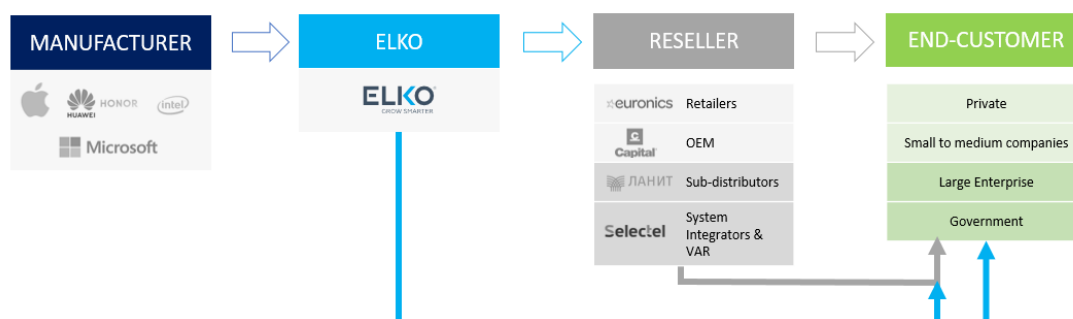 MANUFACTURER
ELKO
RESELLER
END-CUSTOMER
HUAWEI
HONOR
intel
Microsoft
ELKO
GROW SMARTER
euronics Retailers
Capital OEM
ЛАНИТ Sub-distributors
Selectel System
Integrators &
VAR
Private
Small to medium companies
Large Enterprise
Government